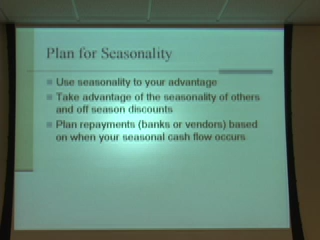 Plan for Seasonality
Use seasonality to your advantage
Take advantage of the seasonality of others
and off season discounts
Plan repayments (banks or vendors) based
on when your seasonal cash flow occurs